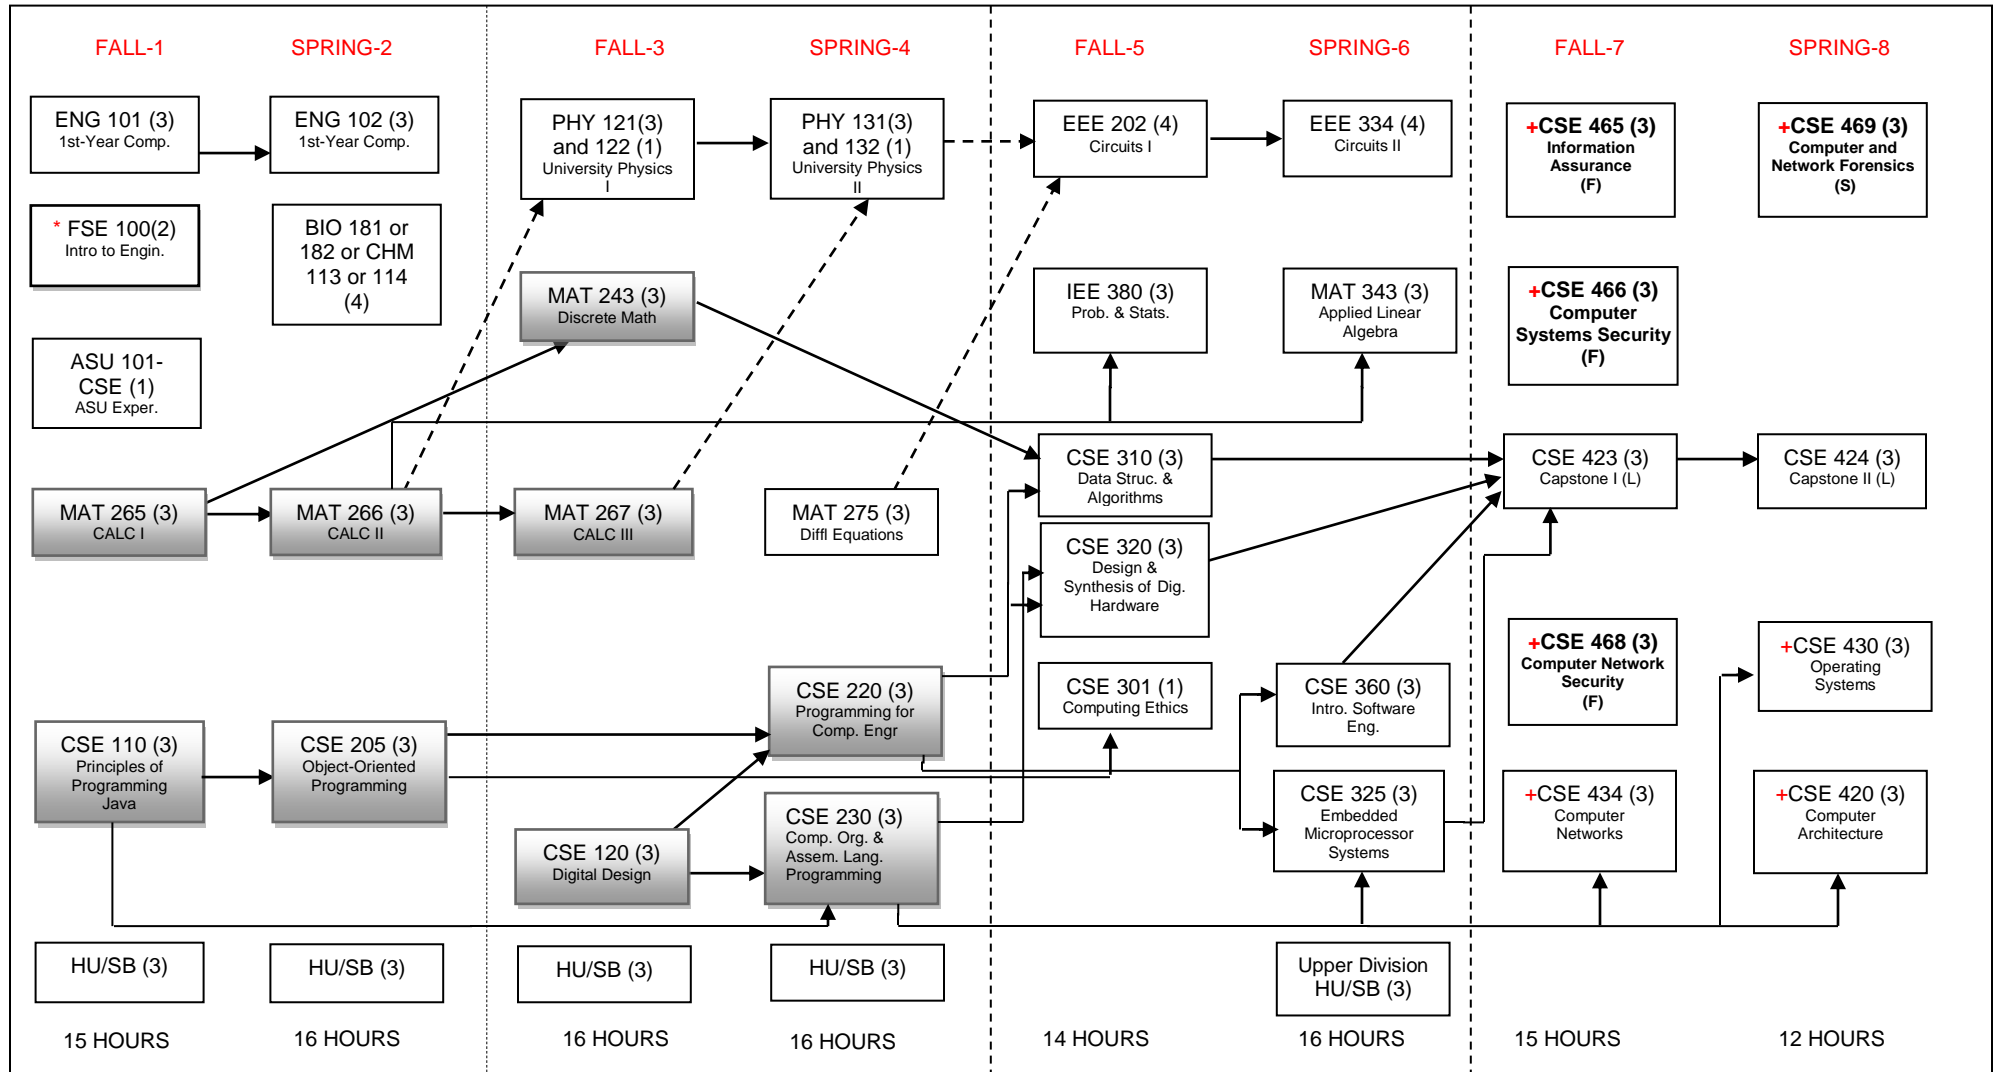 FALL-1
SPRING-2
FALL-3
SPRING-4
FALL-5
SPRING-6
FALL-7
SPRING-8
ENG 101 (3)
1st-Year Comp.
* FSE 100(2)
Intro to Engin.
ASU 101-
CSE (1)
ASU Exper.
MAT 265 (3)
CALC I
CSE 110 (3)
Principles of
Programming
Java
HU/SB (3)
15 HOURS
ENG 102 (3)
1st-Year Comp.
BIO 181 or
182 or CHM
113 or 114
(4)
MAT 266 (3)
CALC II
CSE 205 (3)
Object-Oriented
Programming
HU/SB (3)
16 HOURS
PHY 121(3)
and 122 (1)
University Physics
I
MAT 243 (3)
Discrete Math
MAT 267 (3)
CALC III
CSE 120 (3)
Digital Design
HU/SB (3)
16 HOURS
PHY 131(3)
and 132 (1)
University Physics
II
MAT 275 (3)
Diffl Equations
CSE 220 (3)
Programming for
Comp. Engr
CSE 230 (3)
Comp. Org. &
Assem. Lang.
Programming
HU/SB (3)
16 HOURS
EEE 202 (4)
Circuits I
IEE 380 (3)
Prob. & Stats.
CSE 310 (3)
Data Struc. &
Algorithms
CSE 320 (3)
Design &
Synthesis of Dig.
Hardware
CSE 301 (1)
Computing Ethics
14 HOURS
EEE 334 (4)
Circuits II
MAT 343 (3)
Applied Linear
Algebra
CSE 360 (3)
Intro. Software
Eng.
CSE 325 (3)
Embedded
Microprocessor
Systems
Upper Division
HU/SB (3)
16 HOURS
+CSE 465 (3)
Information
Assurance
(F)
+CSE 466 (3)
Computer
Systems Security
(F)
CSE 423 (3)
Capstone I (L)
+CSE 468 (3)
Computer Network
Security
(F)
+CSE 434 (3)
Computer
Networks
15 HOURS
+CSE 469 (3)
Computer and
Network Forensics
(S)
CSE 424 (3)
Capstone II (L)
+CSE 430 (3)
Operating
Systems
+CSE 420 (3)
Computer
Architecture
12 HOURS